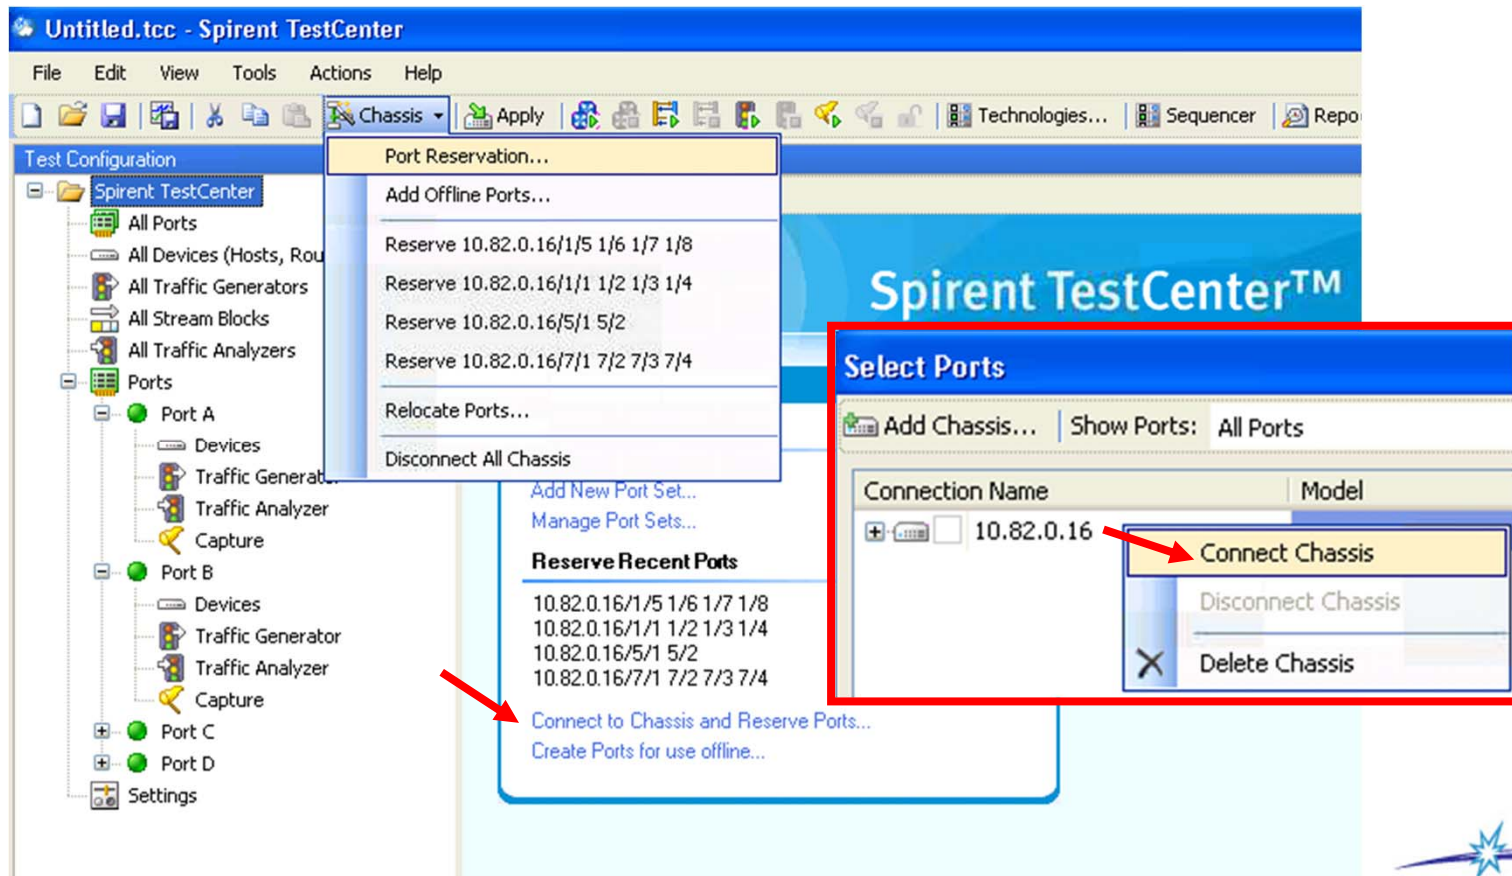 Untitled.tcc - Spirent TestCenter
File Edit View Tools Actions Help
Chassis Apply Technologies... Sequencer Repo
Test Configuration
Spirent TestCenter
All Ports
All Devices (Hosts, Rou
All Traffic Generators
All Stream Blocks
All Traffic Analyzers
Ports
Port A
Devices
Traffic Generator
Traffic Analyzer
Capture
Port B
Devices
Traffic Generator
Traffic Analyzer
Capture
Port C
Port D
Settings
Port Reservation...
Add Offline Ports...
Reserve 10.82.0.16/1/5 1/6 1/7 1/8
Reserve 10.82.0.16/1/1 1/2 1/3 1/4
Reserve 10.82.0.16/5/1 5/2
Reserve 10.82.0.16/7/1 7/2 7/3 7/4
Relocate Ports...
Disconnect All Chassis
Spirent TestCenter™
Add New Port Set...
Manage Port Sets...
Reserve Recent Ports
10.82.0.16/1/5 1/6 1/7 1/8
10.82.0.16/1/1 1/2 1/3 1/4
10.82.0.16/5/1 5/2
10.82.0.16/7/1 7/2 7/3 7/4
Connect to Chassis and Reserve Ports...
Create Ports for use offline...
Select Ports
Add Chassis... Show Ports: All Ports
Connection Name Model
10.82.0.16
Connect Chassis
Disconnect Chassis
Delete Chassis